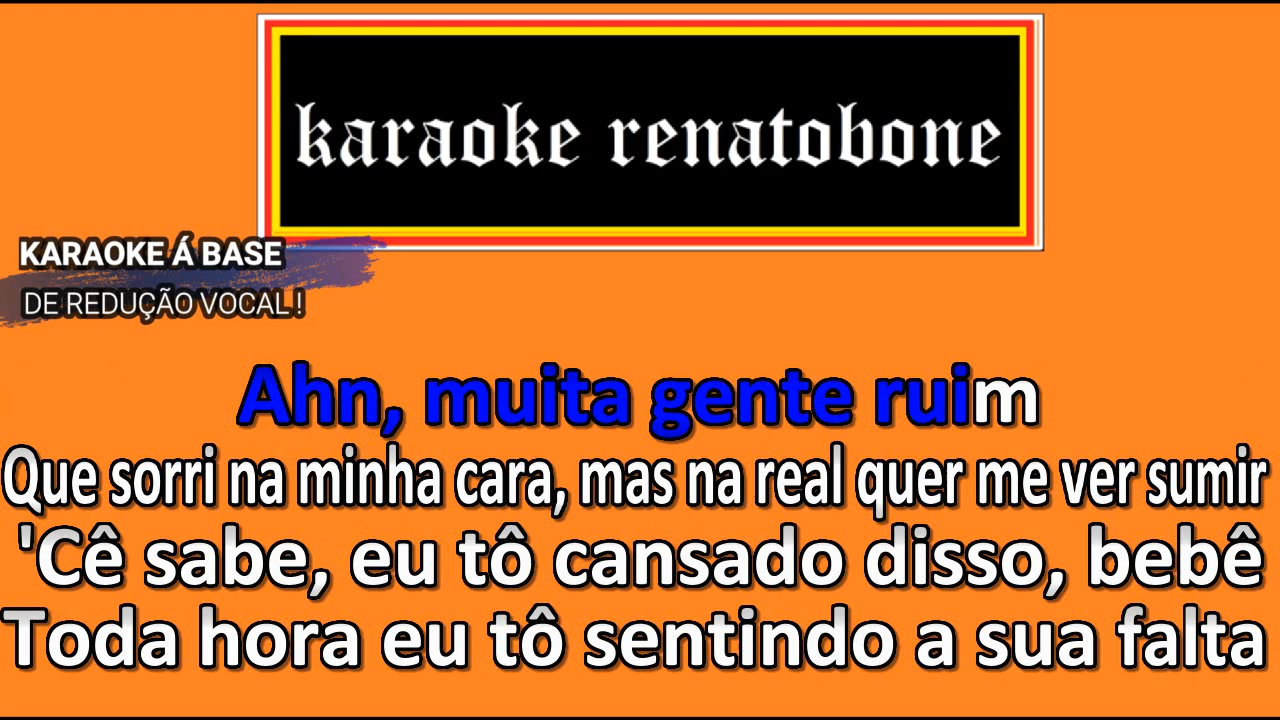 karaoke renatobone
KARAOKE Á BASE
DE REDUÇÃO VOCAL !
Ahn, muita gente ruim
Que sorri na minha cara, mas na real quer me ver sumir
'Cê sabe, eu tô cansado disso, bebê
Toda hora eu tô sentindo a sua falta